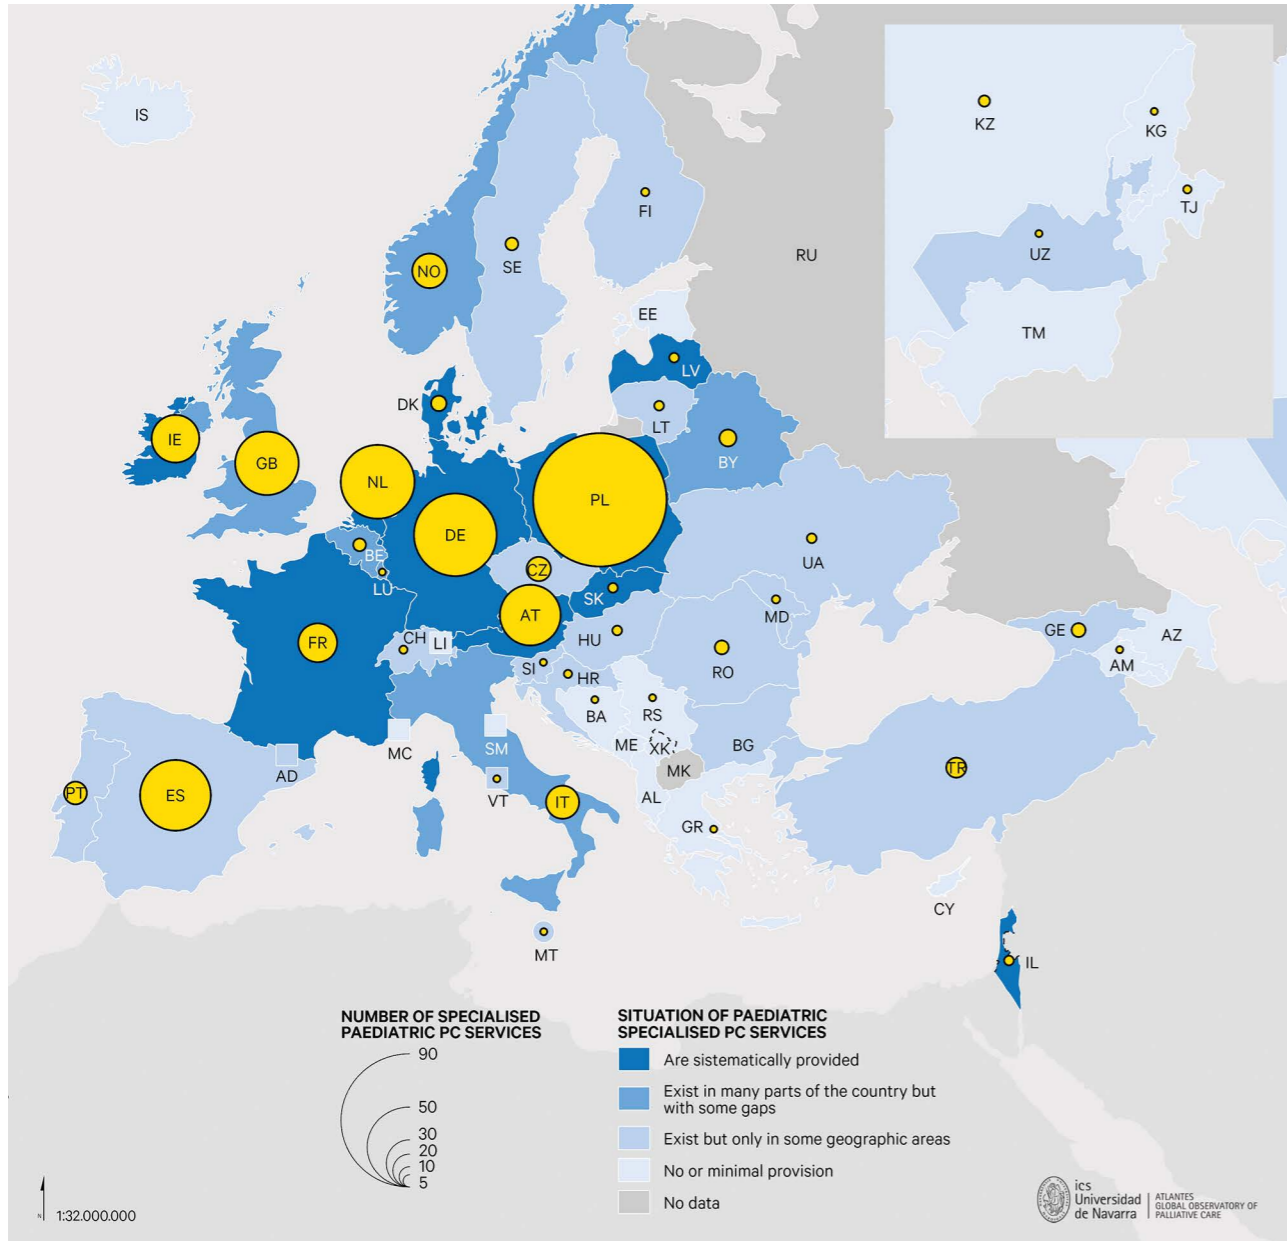 IS
KZ
KG
TJ
UZ
TM
FI
SE
NO
RU
EE
LV
DK
LT
IE
GB
NL
BY
PL
DE
BE
LU
CZ
UA
SK
AT
MD
FR
CH
LI
HU
GE
AZ
AM
SI
HR
RO
BA
RS
MC
SM
ME
XK
BG
AD
MK
VT
TR
PT
ES
IT
AL
GR
CY
MT
IL
NUMBER OF SPECIALISED
PAEDIATRIC PC SERVICES
90
50
30
20
10
5
SITUATION OF PAEDIATRIC
SPECIALISED PC SERVICES
Are sistematically provided
Exist in many parts of the country but
with some gaps
Exist but only in some geographic areas
No or minimal provision
No data
N
1:32.000.000
ics
Universidad
de Navarra
ATLANTES
GLOBAL OBSERVATORY OF
PALLIATIVE CARE